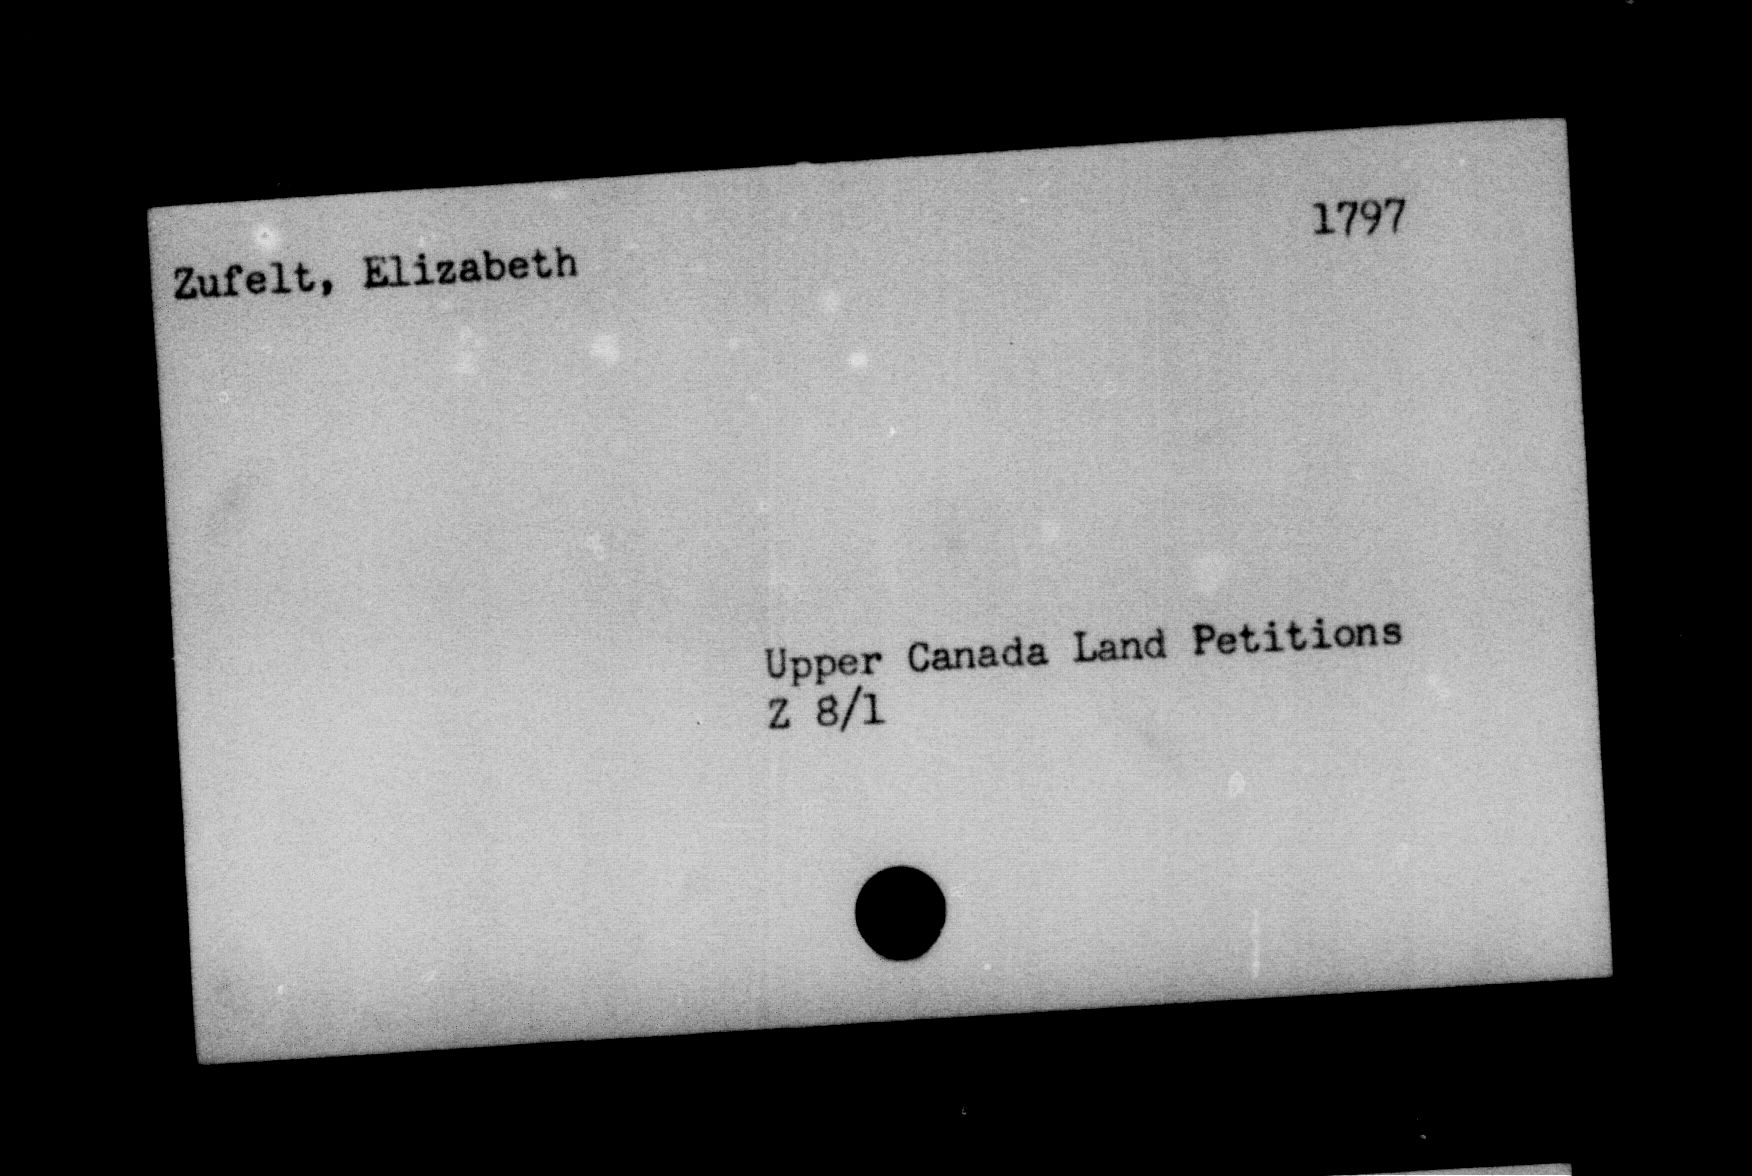 1797
Zufelt, Elizabeth
Upper Canada Land Petitions
Z 8/1